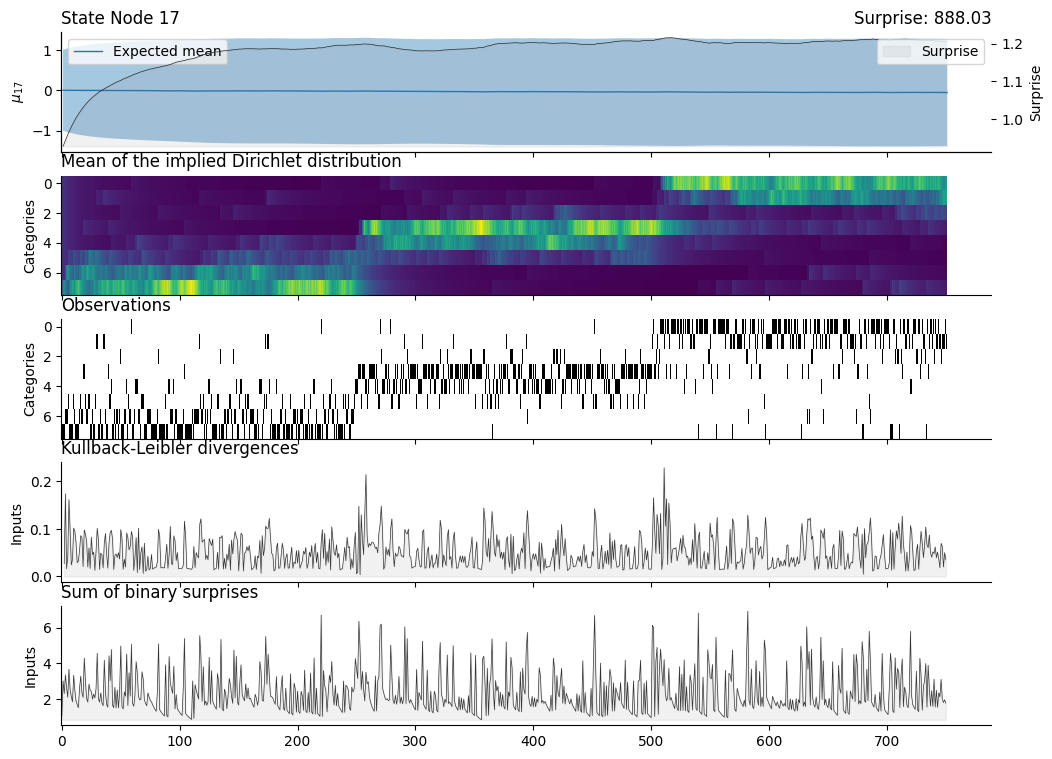 State Node 17 Surprise: 888.03
Expected mean
Surprise
1
0
−1
μ17
1.2
1.1
1.0
Surprise
Mean of the implied Dirichlet distribution
0
2
4
6
Categories
Observations
0
2
4
6
Categories
Kullback-Leibler divergences
0.2
0.1
0.0
Inputs
Sum of binary surprises
6
4
2
Inputs
0 100 200 300 400 500 600 700